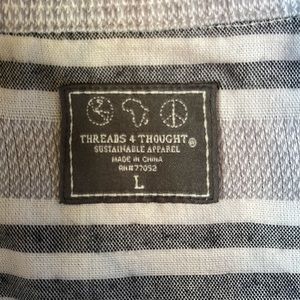 THREADS 4 THOUGHT®
SUSTAINABLE APPAREL
MADE IN CHINA
RN#77052
L